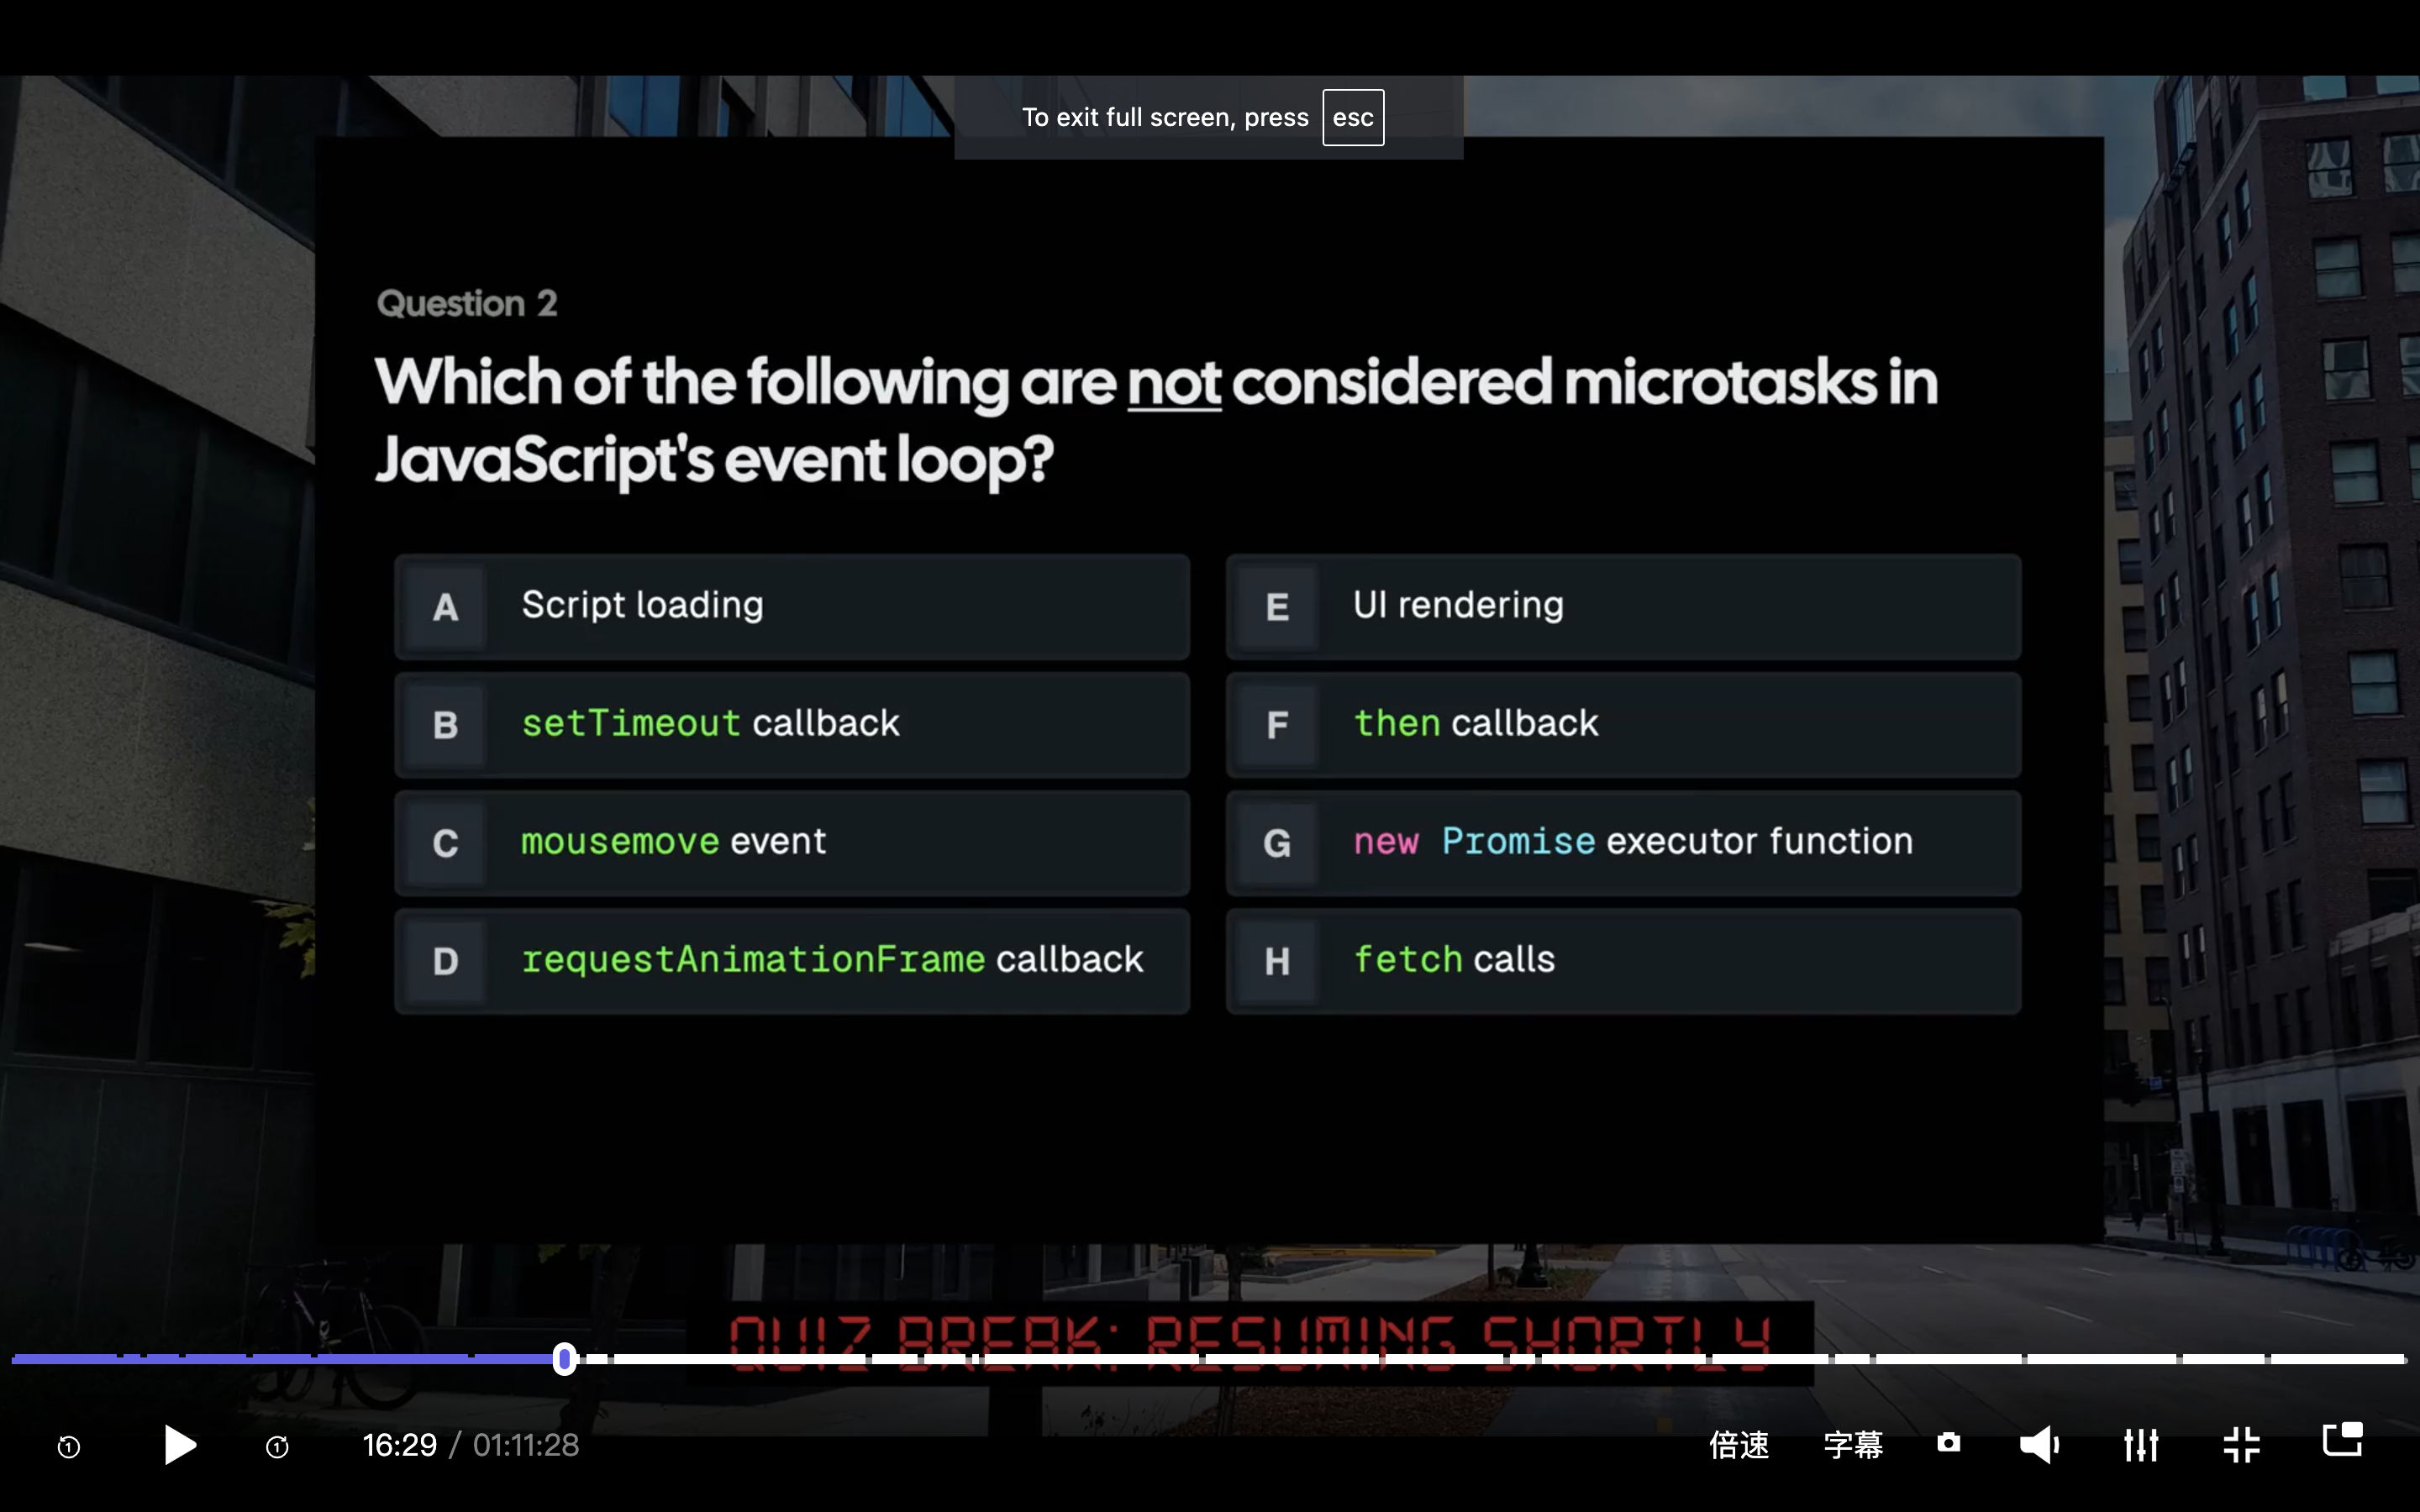 To exit full screen, press esc
Question 2
Which of the following are not considered microtasks in
JavaScript's event loop?
A Script loading
B setTimeout callback
C mousemove event
D requestAnimationFrame callback
E UI rendering
F then callback
G new Promise executor function
H fetch calls
QUIZ BREAK: RESUMING SHORTLY
1
1
16:29 / 01:11:28
倍速
字幕